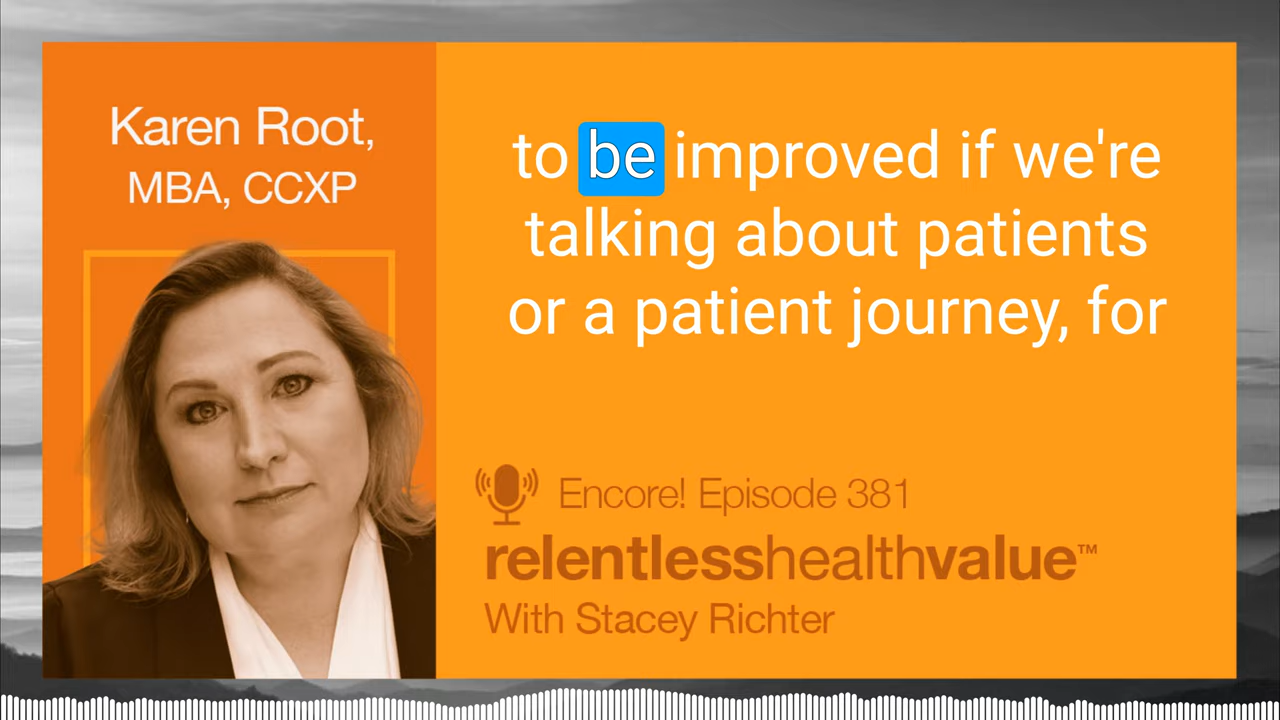 Karen Root,
MBA, CCXP
to be improved if we're
talking about patients
or a patient journey, for
Encore! Episode 381
relentlesshealthvalue™
With Stacey Richter